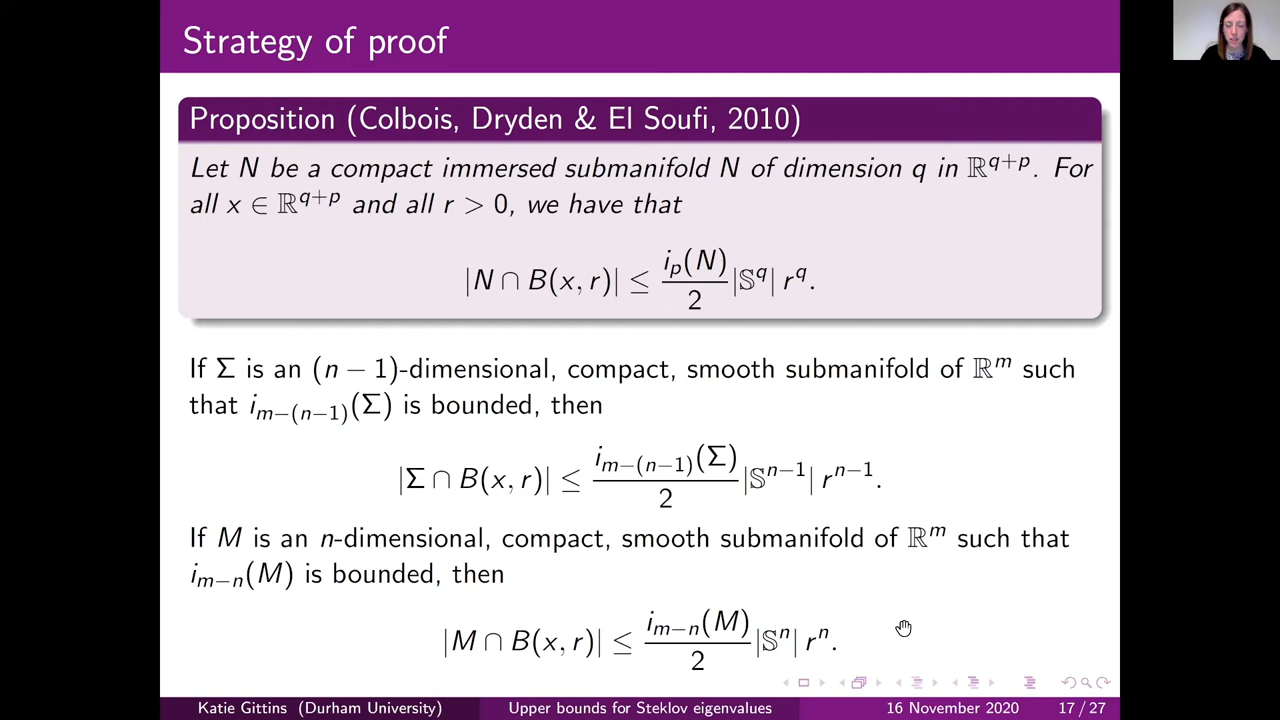 Strategy of proof
Proposition (Colbois, Dryden & El Soufi, 2010)
Let N be a compact immersed submanifold N of dimension q in ℝ^{q+p}. For
all x ∈ ℝ^{q+p} and all r > 0, we have that
|N ∩ B(x, r)| ≤ \frac{i_p(N)}{2} |𝕊^q| r^q.
If Σ is an (n − 1)-dimensional, compact, smooth submanifold of ℝ^m such
that i_{m−(n−1)}(Σ) is bounded, then
|Σ ∩ B(x, r)| ≤ \frac{i_{m−(n−1)}(Σ)}{2} |𝕊^{n−1}| r^{n−1}.
If M is an n-dimensional, compact, smooth submanifold of ℝ^m such that
i_{m−n}(M) is bounded, then
|M ∩ B(x, r)| ≤ \frac{i_{m−n}(M)}{2} |𝕊^n| r^n.
Katie Gittins (Durham University) Upper bounds for Steklov eigenvalues 16 November 2020 17 / 27